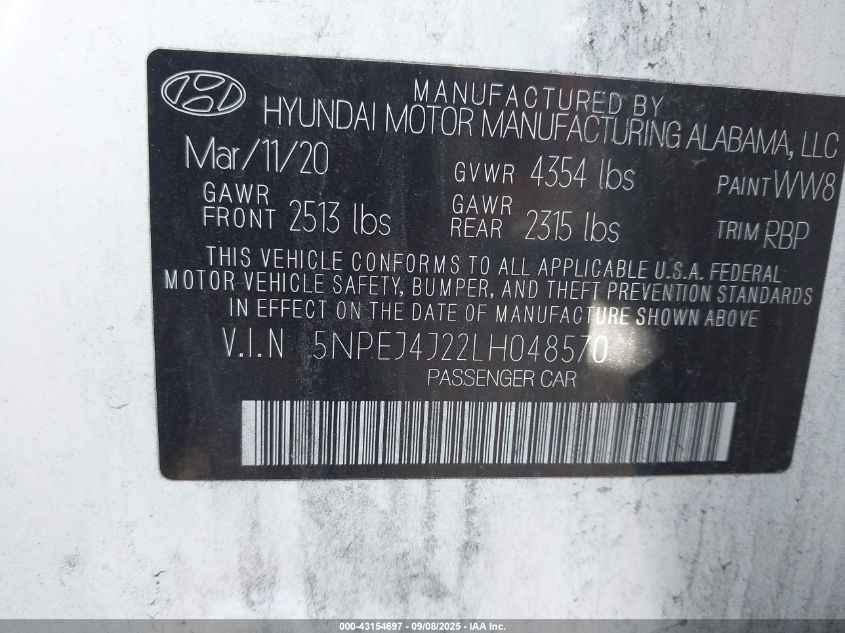 MANUFACTURED BY
HYUNDAI MOTOR MANUFACTURING ALABAMA, LLC
Mar/11/20 GVWR 4354 lbs PAINT WW8
GAWR FRONT 2513 lbs GAWR REAR 2315 lbs TRIM RBP
THIS VEHICLE CONFORMS TO ALL APPLICABLE U.S.A. FEDERAL
MOTOR VEHICLE SAFETY, BUMPER, AND THEFT PREVENTION STANDARDS
IN EFFECT ON THE DATE OF MANUFACTURE SHOWN ABOVE
V.I.N 5NPEJ4J22LH048570
PASSENGER CAR
000-43154697 - 09/08/2025 - IAA Inc.